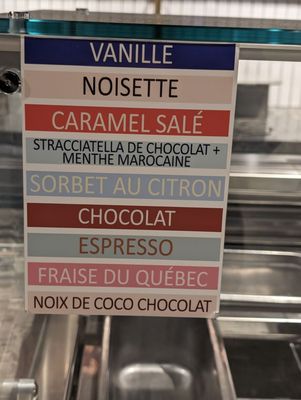 VANILLE
NOISETTE
CARAMEL SALÉ
STRACCIATELLA DE CHOCOLAT +
MENTHE MAROCAINE
SORBET AU CITRON
CHOCOLAT
ESPRESSO
FRAISE DU QUÉBEC
NOIX DE COCO CHOCOLAT